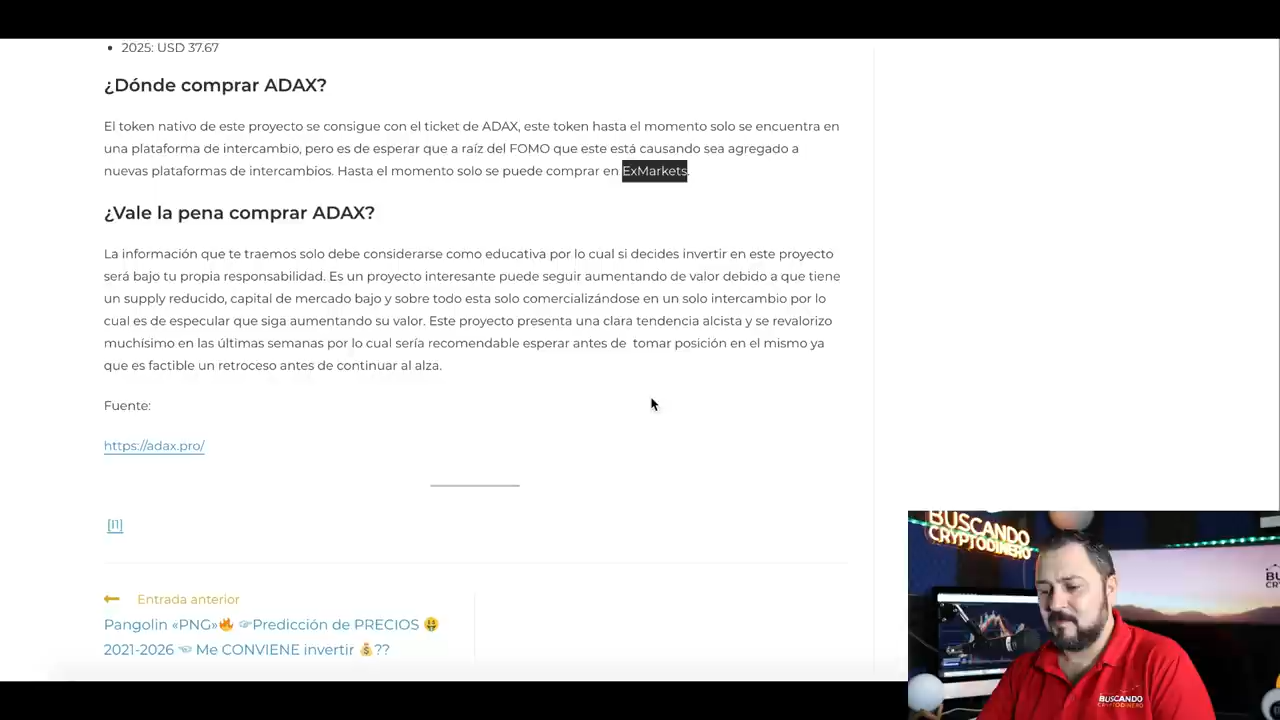 2025: USD 37.67
¿Dónde comprar ADAX?
El token nativo de este proyecto se consigue con el ticket de ADAX, este token hasta el momento solo se encuentra en
una plataforma de intercambio, pero es de esperar que a raíz del FOMO que este está causando sea agregado a
nuevas plataformas de intercambios. Hasta el momento solo se puede comprar en ExMarkets.
¿Vale la pena comprar ADAX?
La información que te traemos solo debe considerarse como educativa por lo cual si decides invertir en este proyecto
será bajo tu propia responsabilidad. Es un proyecto interesante puede seguir aumentando de valor debido a que tiene
un supply reducido, capital de mercado bajo y sobre todo esta solo comercializándose en un solo intercambio por lo
cual es de especular que siga aumentando su valor. Este proyecto presenta una clara tendencia alcista y se revalorizo
muchísimo en las últimas semanas por lo cual sería recomendable esperar antes de  tomar posición en el mismo ya
que es factible un retroceso antes de continuar al alza.
Fuente:
https://adax.pro/
[I1]
Entrada anterior
Pangolin «PNG»🔥 👉Predicción de PRECIOS 🤑
2021-2026 👈 Me CONVIENE invertir 💰??
BUSCANDO
CRYPTODINERO
BUSCANDO
CRYPTODINERO